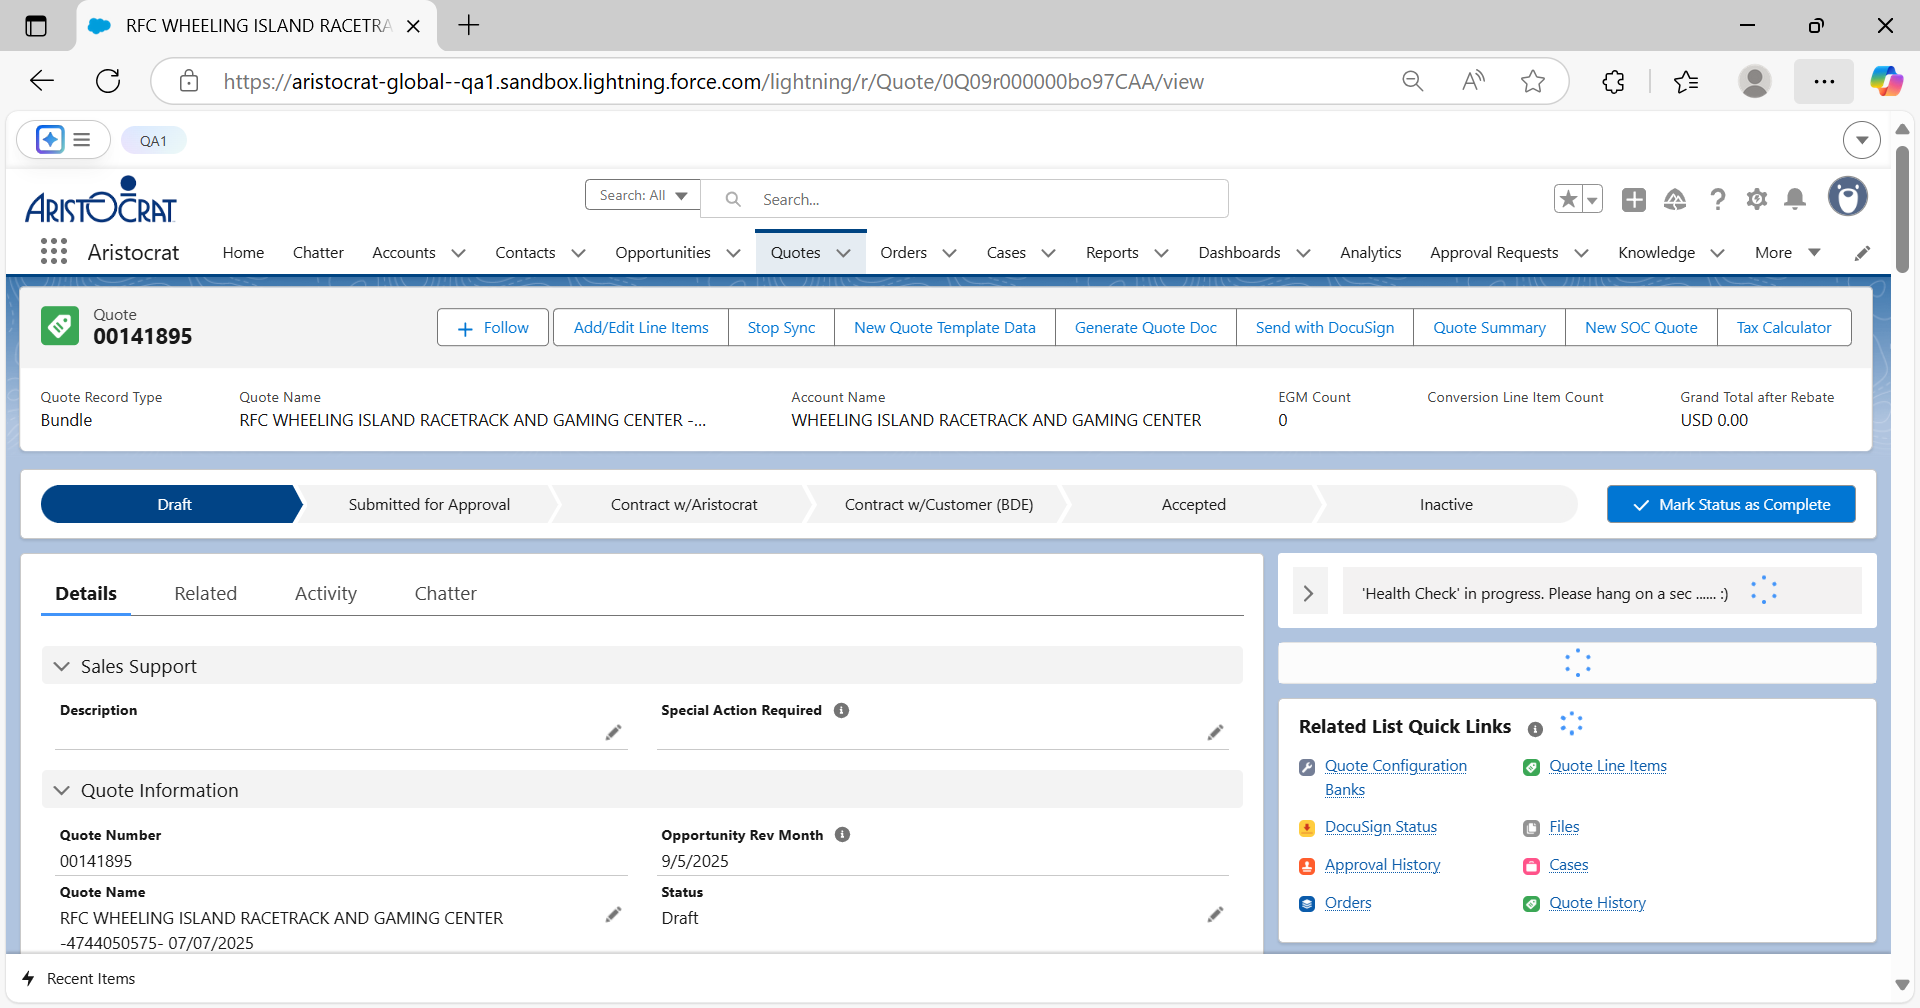 RFC WHEELING ISLAND RACETRA
https://aristocrat-global--qa1.sandbox.lightning.force.com/lightning/r/Quote/0Q09r000000bo97CAA/view
QA1
ARISTOCRAT
Search: All
Search...
Aristocrat
Home
Chatter
Accounts
Contacts
Opportunities
Quotes
Orders
Cases
Reports
Dashboards
Analytics
Approval Requests
Knowledge
More
Quote
00141895
Follow
Add/Edit Line Items
Stop Sync
New Quote Template Data
Generate Quote Doc
Send with DocuSign
Quote Summary
New SOC Quote
Tax Calculator
Quote Record Type
Bundle
Quote Name
RFC WHEELING ISLAND RACETRACK AND GAMING CENTER -...
Account Name
WHEELING ISLAND RACETRACK AND GAMING CENTER
EGM Count
0
Conversion Line Item Count
Grand Total after Rebate
USD 0.00
Draft
Submitted for Approval
Contract w/Aristocrat
Contract w/Customer (BDE)
Accepted
Inactive
Mark Status as Complete
Details
Related
Activity
Chatter
Sales Support
Description
Special Action Required
Quote Information
Quote Number
00141895
Opportunity Rev Month
9/5/2025
Quote Name
RFC WHEELING ISLAND RACETRACK AND GAMING CENTER
-4744050575- 07/07/2025
Status
Draft
'Health Check' in progress. Please hang on a sec ...... :)
Related List Quick Links
Quote Configuration
Banks
Quote Line Items
DocuSign Status
Files
Approval History
Cases
Orders
Quote History
Recent Items